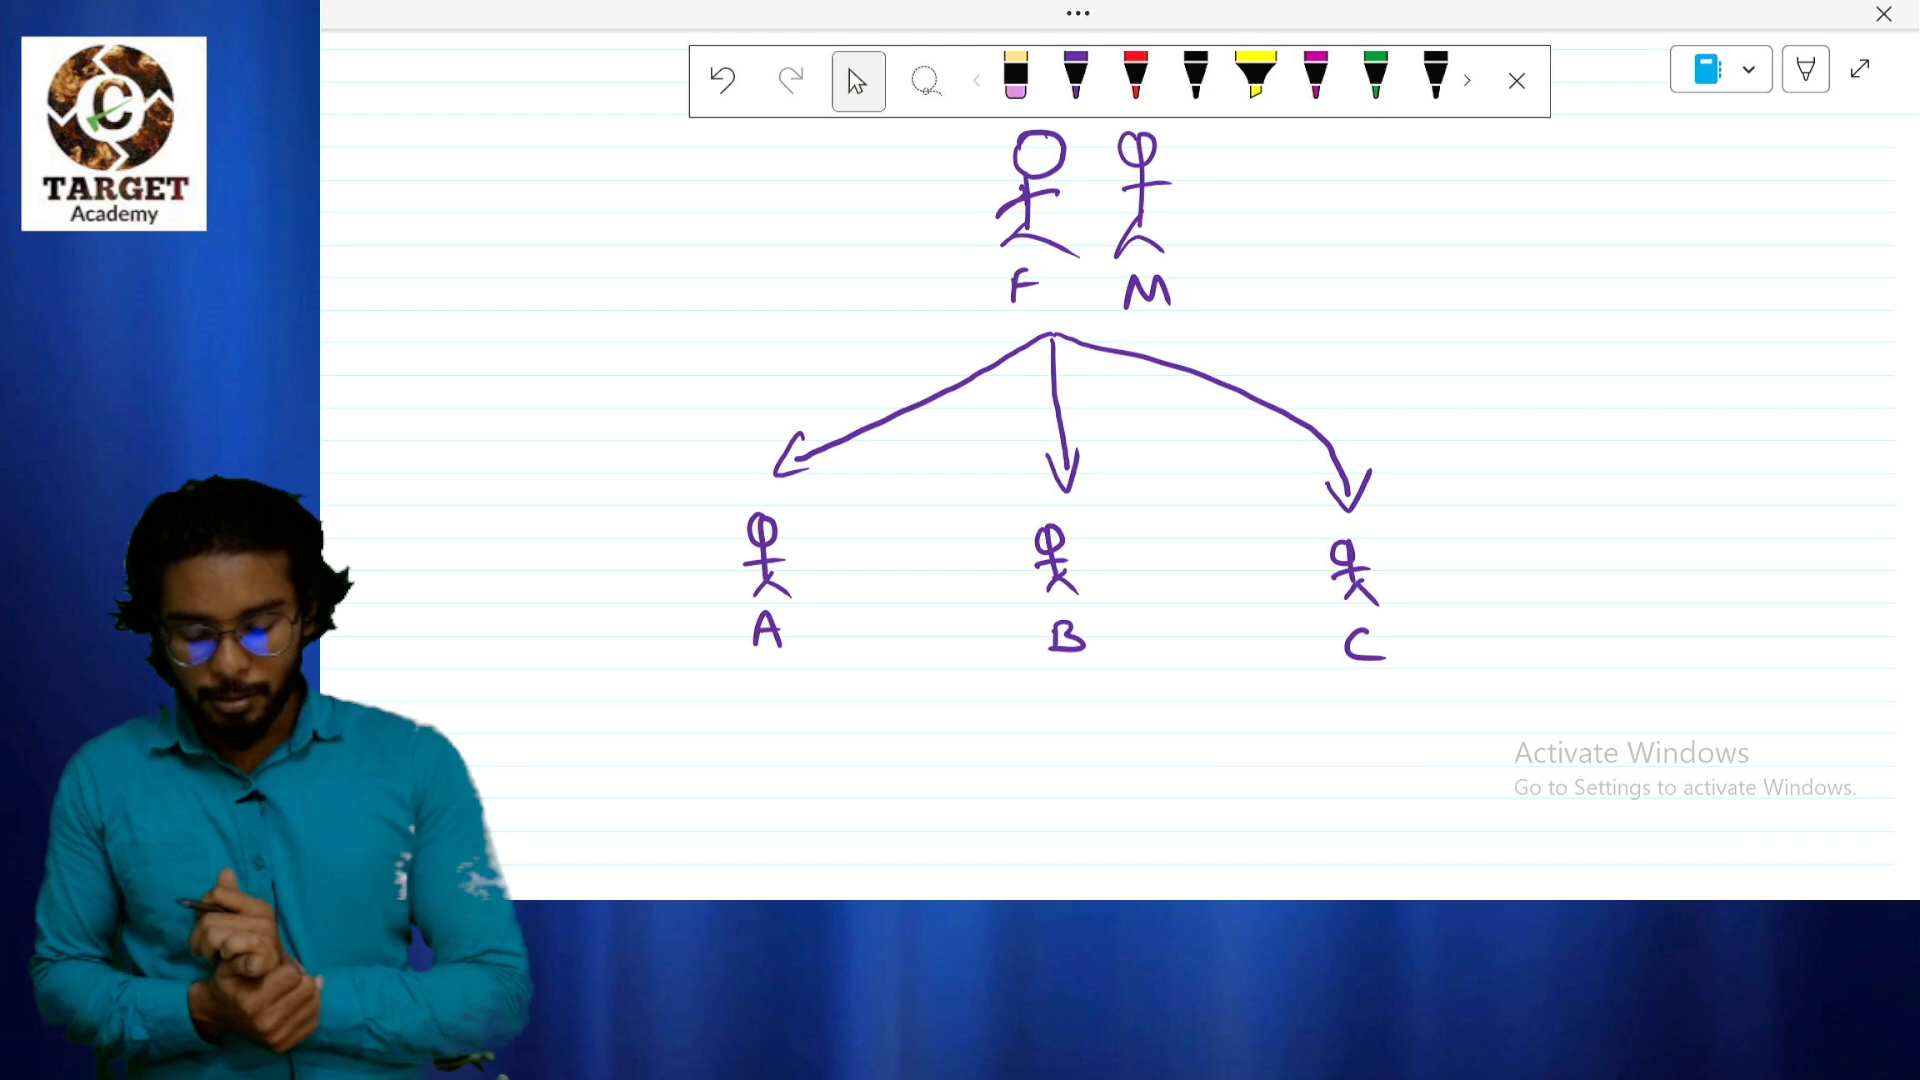 C
TARGET
Academy
F M
A B C
Activate Windows
Go to Settings to activate Windows.